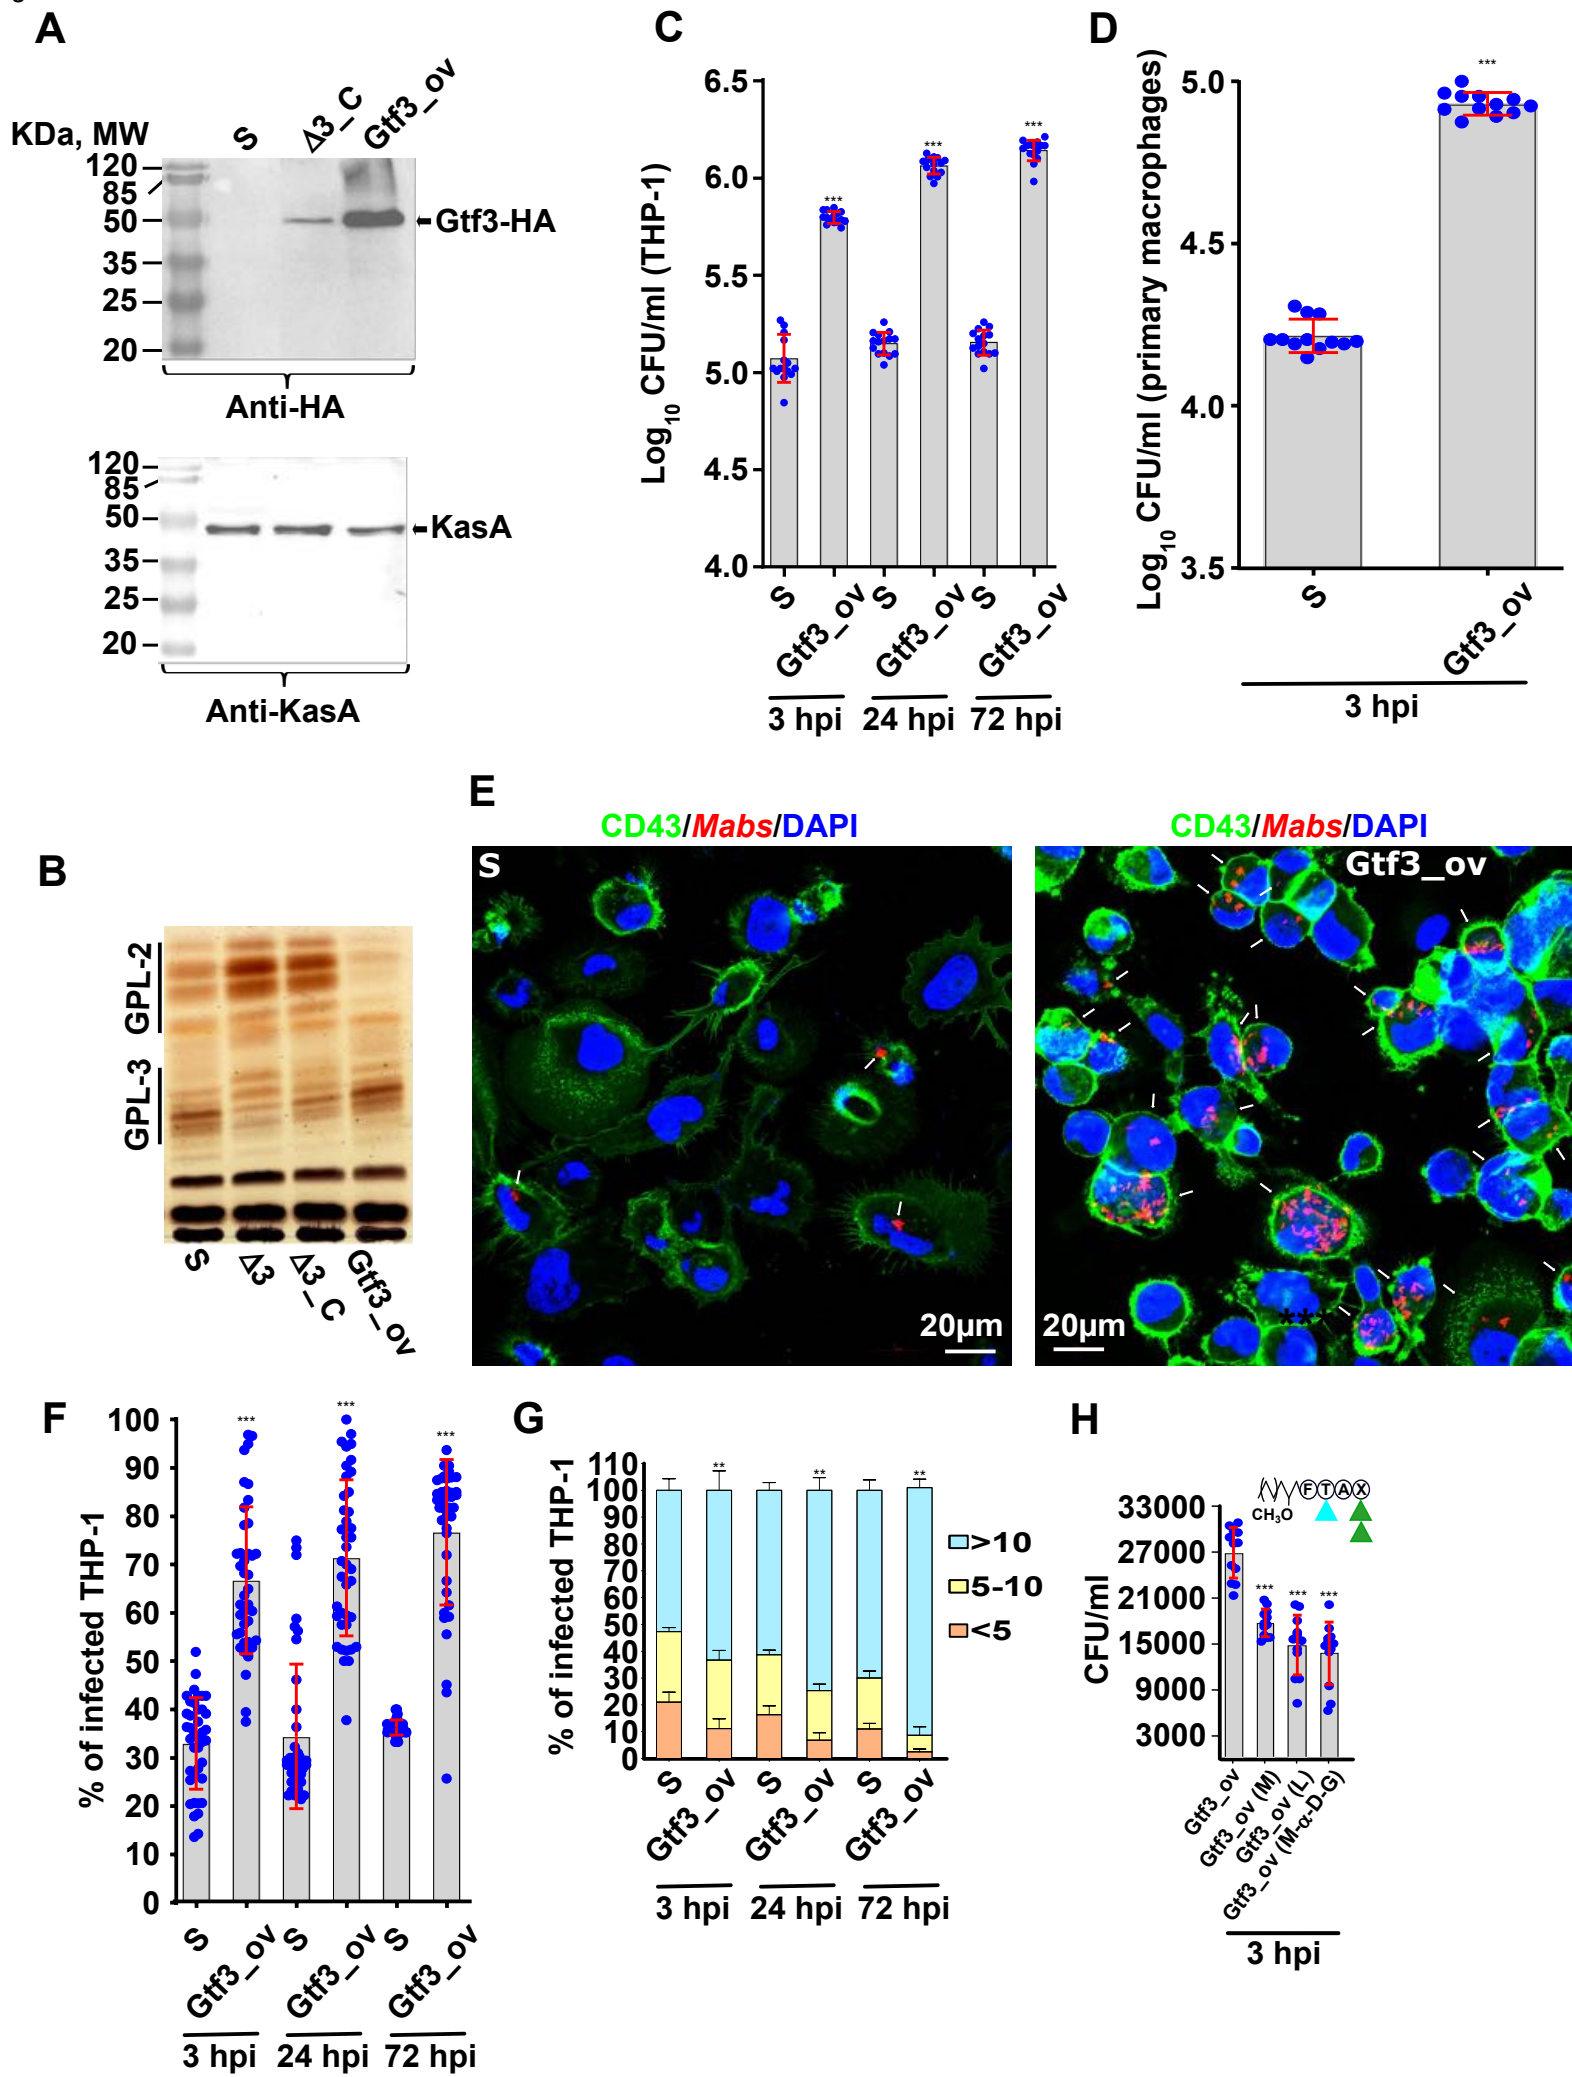 A
KDa, MW
S
Δ3_C
Gtf3_ov
120
85
50
35
25
20
Gtf3-HA
Anti-HA
120
85
50
35
25
20
KasA
Anti-KasA
B
GPL-2
GPL-3
S
Δ3
Δ3_C
Gtf3_ov
C
Log10 CFU/ml (THP-1)
6.5
6.0
5.5
5.0
4.5
4.0
***
***
***
S
Gtf3_ov
S
Gtf3_ov
S
Gtf3_ov
3 hpi
24 hpi
72 hpi
D
Log10 CFU/ml (primary macrophages)
5.0
4.5
4.0
3.5
***
S
Gtf3_ov
3 hpi
E
CD43/Mabs/DAPI
S
20µm
CD43/Mabs/DAPI
Gtf3_ov
***
20µm
F
% of infected THP-1
100
90
80
70
60
50
40
30
20
10
0
***
***
***
S
Gtf3_ov
S
Gtf3_ov
S
Gtf3_ov
3 hpi
24 hpi
72 hpi
G
% of infected THP-1
110
100
90
80
70
60
50
40
30
20
10
0
**
**
**
>10
5-10
<5
S
Gtf3_ov
S
Gtf3_ov
S
Gtf3_ov
3 hpi
24 hpi
72 hpi
H
CH3O
F T A X
CFU/ml
33000
27000
21000
15000
9000
3000
***
***
***
Gtf3_ov
Gtf3_ov (M)
Gtf3_ov (L)
Gtf3_ov (M-α-D-G)
3 hpi